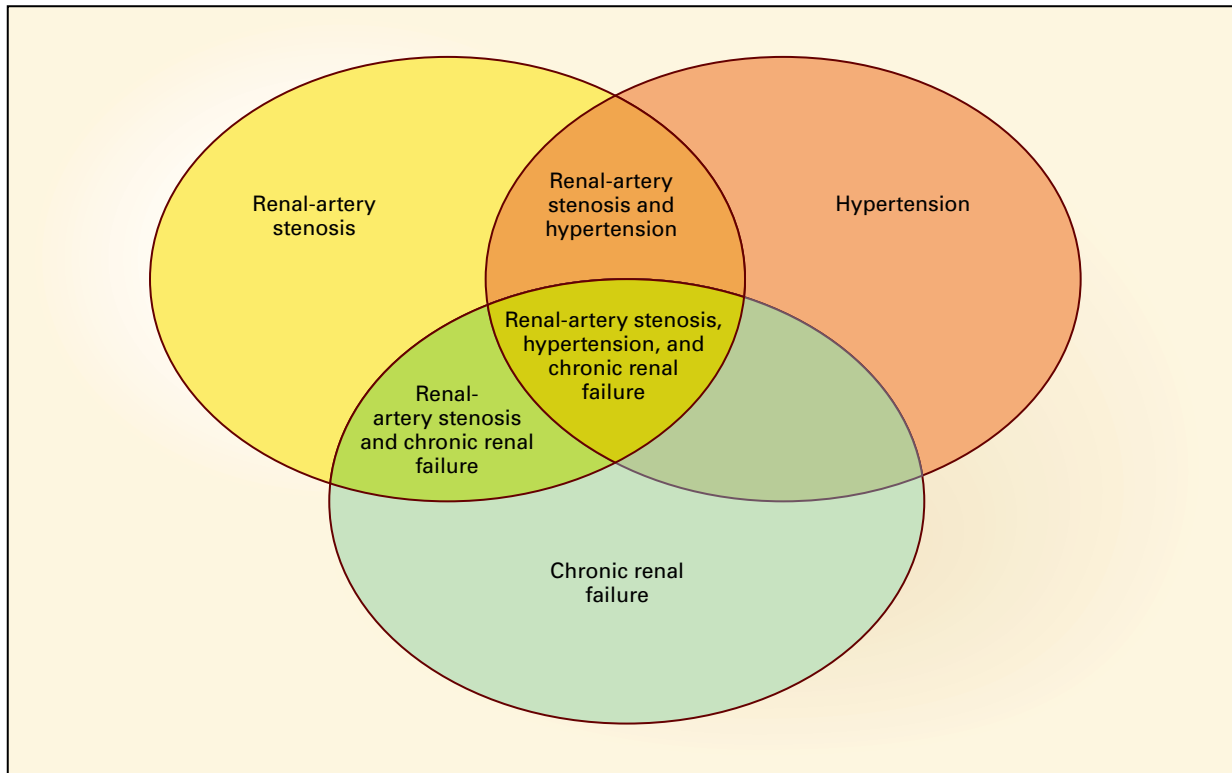 Renal-artery
stenosis
Renal-artery
stenosis and
hypertension
Hypertension
Renal-artery stenosis,
hypertension, and
chronic renal
failure
Renal-
artery stenosis
and chronic renal
failure
Chronic renal
failure